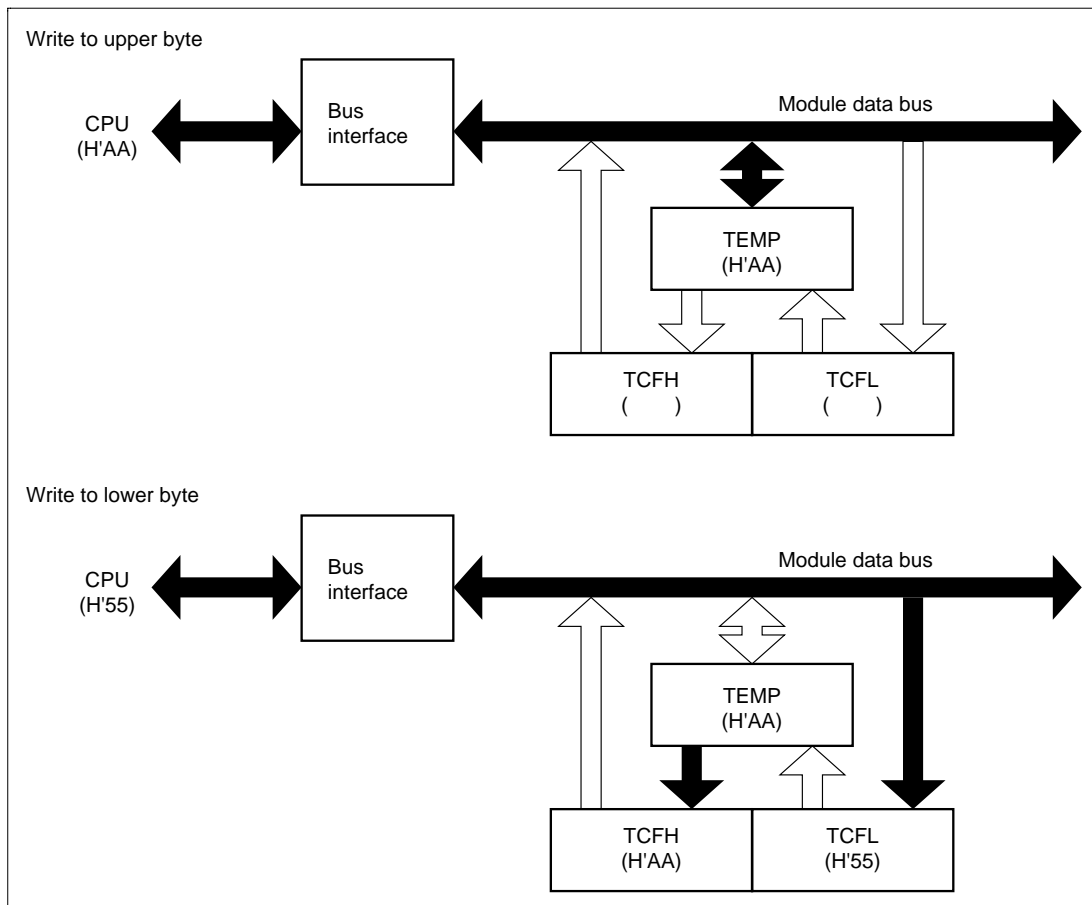 Write to upper byte
CPU
(H'AA)
Bus
interface
Module data bus
TEMP
(H'AA)
TCFH
( )
TCFL
( )
Write to lower byte
CPU
(H'55)
Bus
interface
Module data bus
TEMP
(H'AA)
TCFH
(H'AA)
TCFL
(H'55)